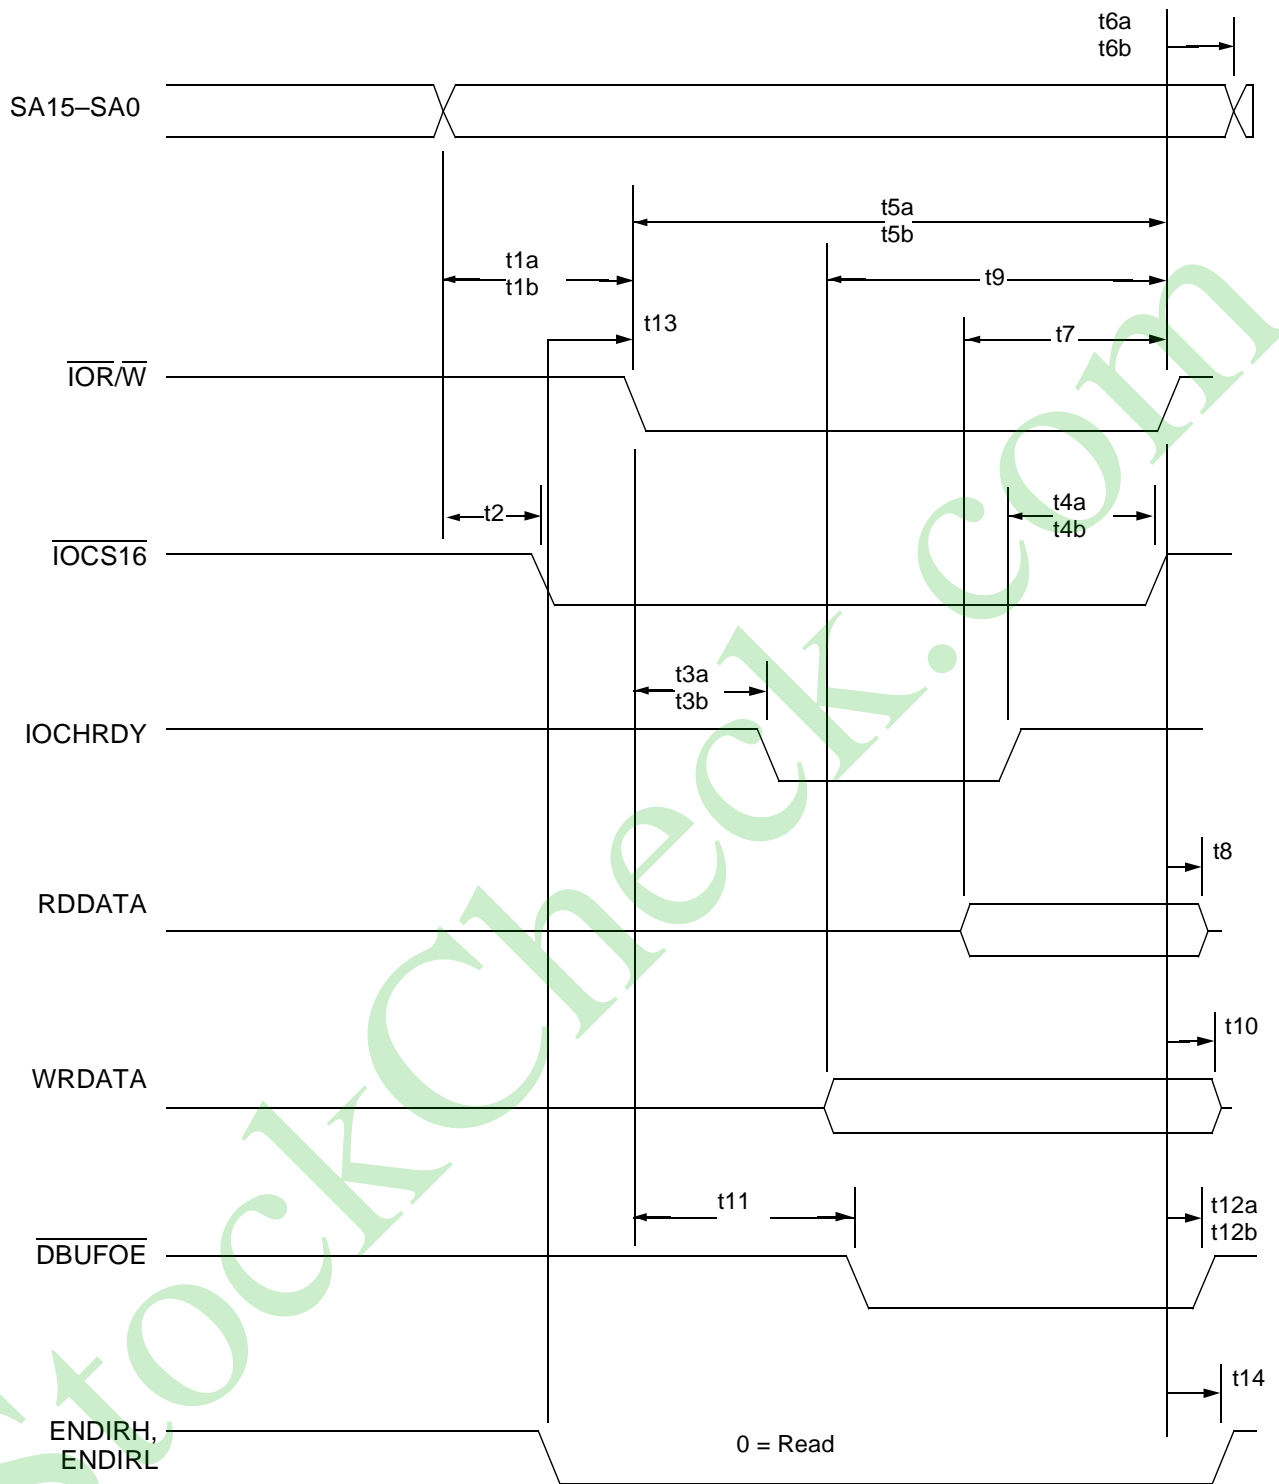 t6a
t6b
SA15–SA0
t5a
t5b
t1a
t1b
t9
t13
t7
IOR/W
t4a
t4b
t2
IOCS16
t3a
t3b
IOCHRDY
t8
RDDATA
t10
WRDATA
t11
t12a
t12b
DBUFOE
t14
ENDIRH,
ENDIRL
0 = Read
StockCheck.com